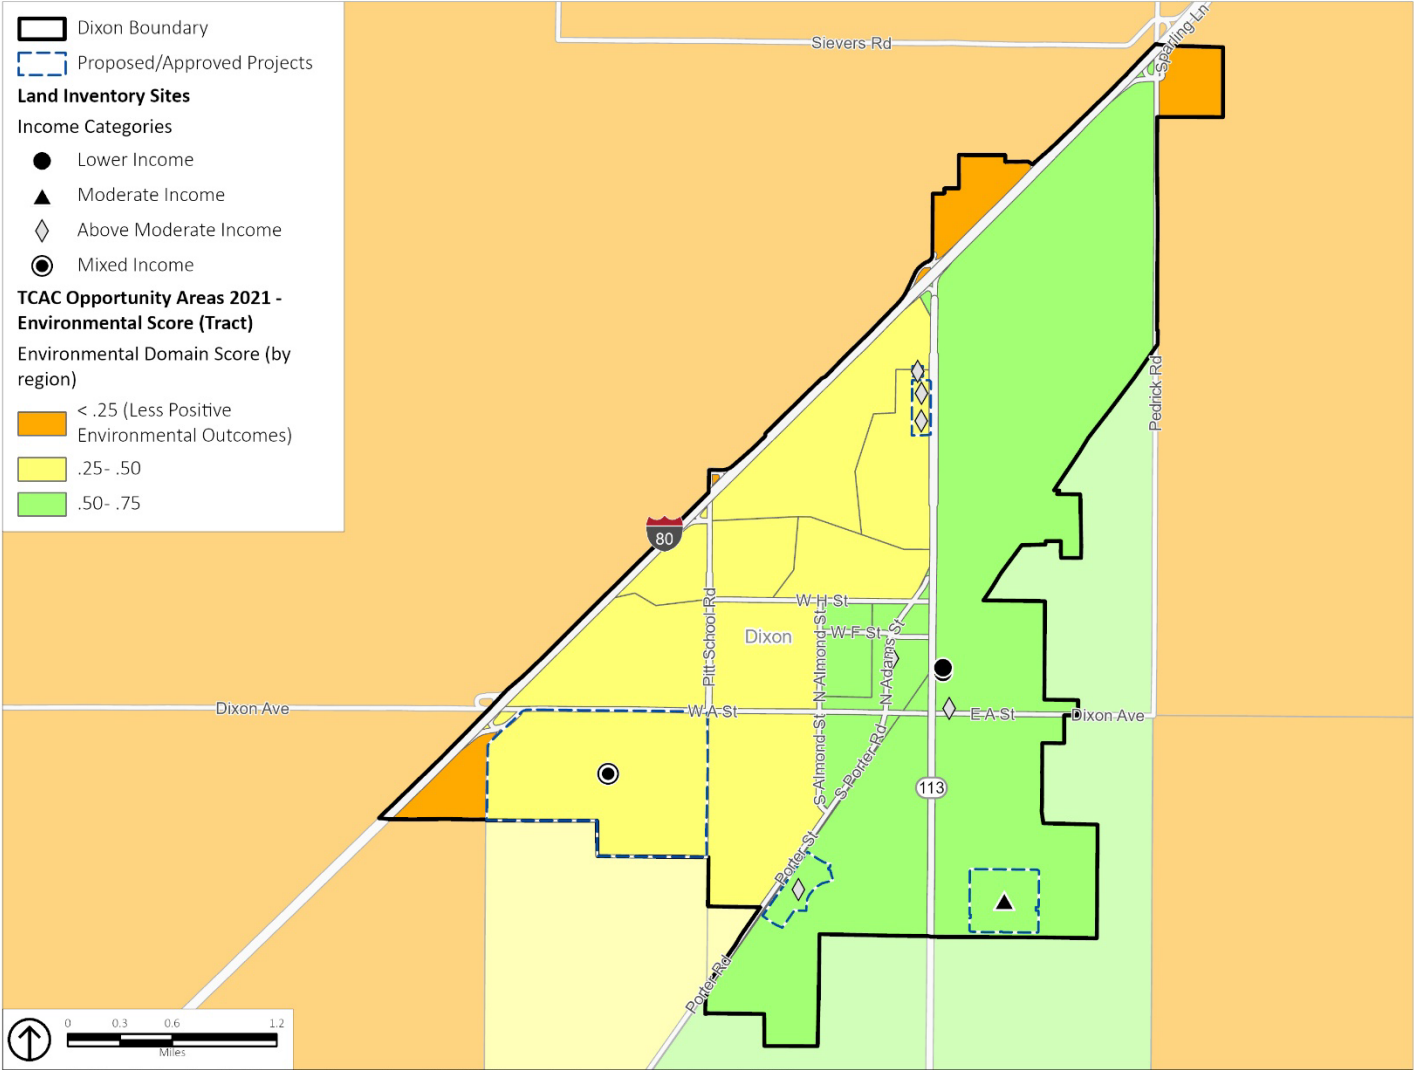 Dixon Boundary
Proposed/Approved Projects
Land Inventory Sites
Income Categories
Lower Income
Moderate Income
Above Moderate Income
Mixed Income
TCAC Opportunity Areas 2021 -
Environmental Score (Tract)
Environmental Domain Score (by
region)
< .25 (Less Positive
Environmental Outcomes)
.25- .50
.50- .75
Sievers Rd
Sparling Ln
Pedrick Rd
80
W H St
Pitt School Rd
Dixon
N Almond St
W F St
N Adams St
Dixon Ave
W A St
E A St
Dixon Ave
S Almond St
S Porter Rd
113
Porter St
Porter Rd
0 0.3 0.6 1.2
Miles